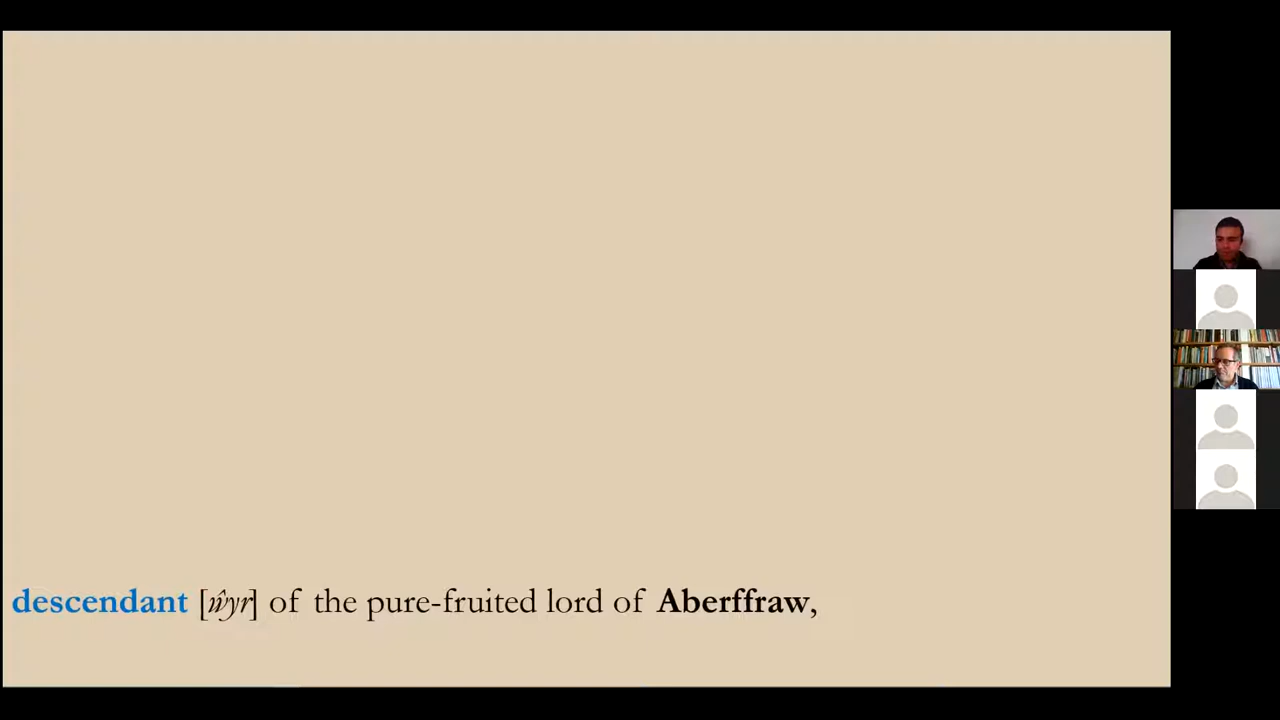 descendant [ŵyr] of the pure-fruited lord of Aberffraw,